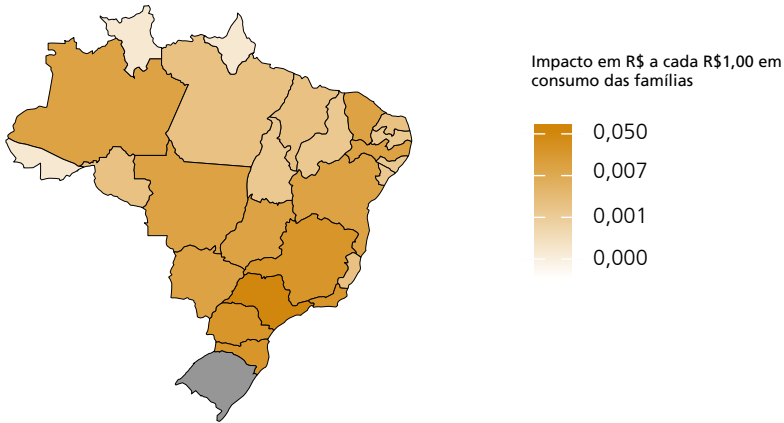 Impacto em R$ a cada R$1,00 em
consumo das famílias
0,050
0,007
0,001
0,000